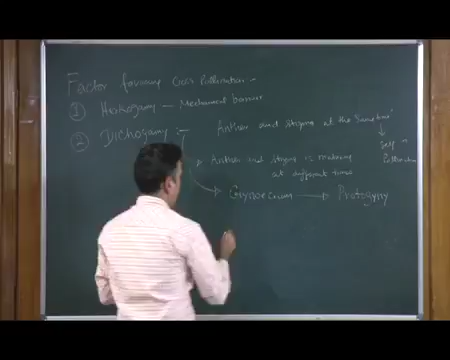 Factor favouring Cross Pollination -
① Herkogamy — Mechanical barrier
② Dichogamy :- Anther and stigma at the same time
→ Self Pollination
Anther and stigma is maturing
at different times
→ Gynoecium → Protogyny